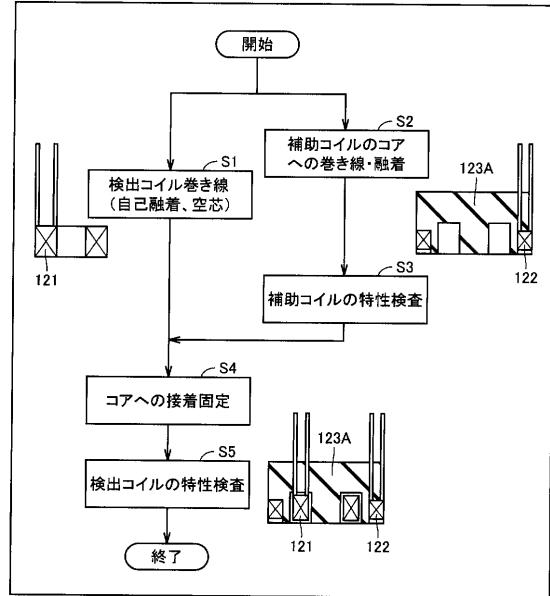 開始
S2
補助コイルのコア
への巻き線・融着
S1
検出コイル巻き線
（自己融着、空芯）
123A
121
122
S3
補助コイルの特性検査
S4
コアへの接着固定
S5
検出コイルの特性検査
123A
121
122
終了